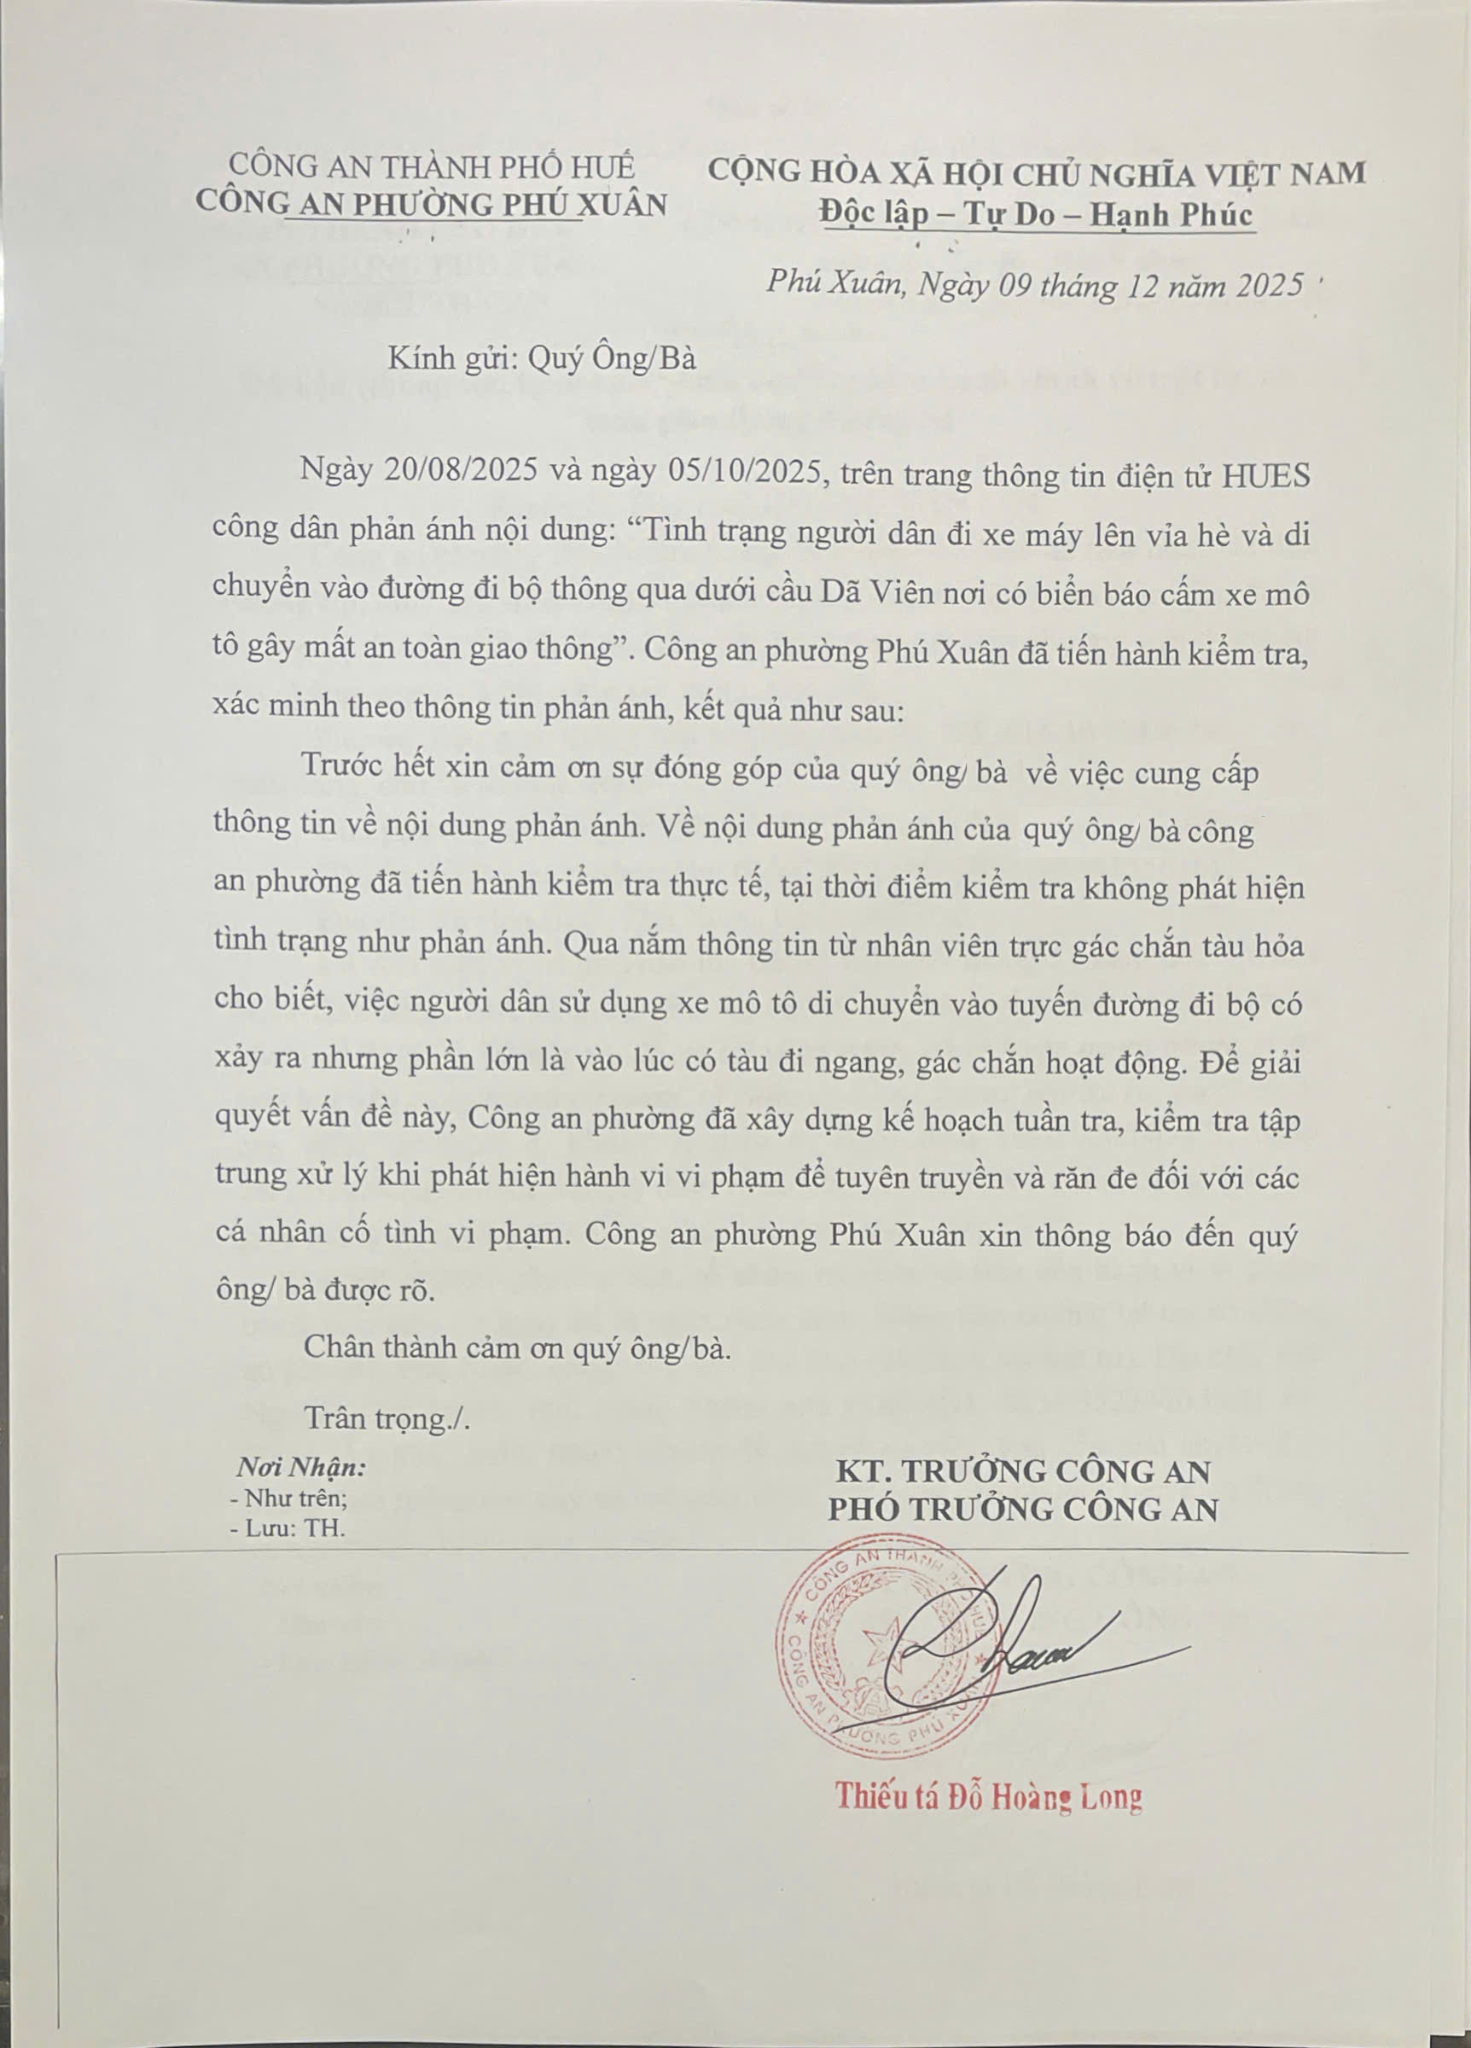 CÔNG AN THÀNH PHỐ HUẾ
CÔNG AN PHƯỜNG PHÚ XUÂN
CỘNG HÒA XÃ HỘI CHỦ NGHĨA VIỆT NAM
Độc lập – Tự Do – Hạnh Phúc
Phú Xuân, Ngày 09 tháng 12 năm 2025
Kính gửi: Quý Ông/Bà
Ngày 20/08/2025 và ngày 05/10/2025, trên trang thông tin điện tử HUES
công dân phản ánh nội dung: “Tình trạng người dân đi xe máy lên vỉa hè và di
chuyển vào đường đi bộ thông qua dưới cầu Dã Viên nơi có biển báo cấm xe mô
tô gây mất an toàn giao thông”. Công an phường Phú Xuân đã tiến hành kiểm tra,
xác minh theo thông tin phản ánh, kết quả như sau:
Trước hết xin cảm ơn sự đóng góp của quý ông/ bà về việc cung cấp
thông tin về nội dung phản ánh. Về nội dung phản ánh của quý ông/ bà công
an phường đã tiến hành kiểm tra thực tế, tại thời điểm kiểm tra không phát hiện
tình trạng như phản ánh. Qua nắm thông tin từ nhân viên trực gác chắn tàu hỏa
cho biết, việc người dân sử dụng xe mô tô di chuyển vào tuyến đường đi bộ có
xảy ra nhưng phần lớn là vào lúc có tàu đi ngang, gác chắn hoạt động. Để giải
quyết vấn đề này, Công an phường đã xây dựng kế hoạch tuần tra, kiểm tra tập
trung xử lý khi phát hiện hành vi vi phạm để tuyên truyền và răn đe đối với các
cá nhân cố tình vi phạm. Công an phường Phú Xuân xin thông báo đến quý
ông/ bà được rõ.
Chân thành cảm ơn quý ông/bà.
Trân trọng./.
Nơi Nhận:
- Như trên;
- Lưu: TH.
KT. TRƯỞNG CÔNG AN
PHÓ TRƯỞNG CÔNG AN
CÔNG AN THÀNH PHỐ HUẾ
CÔNG AN PHƯỜNG PHÚ XUÂN
Thiếu tá Đỗ Hoàng Long